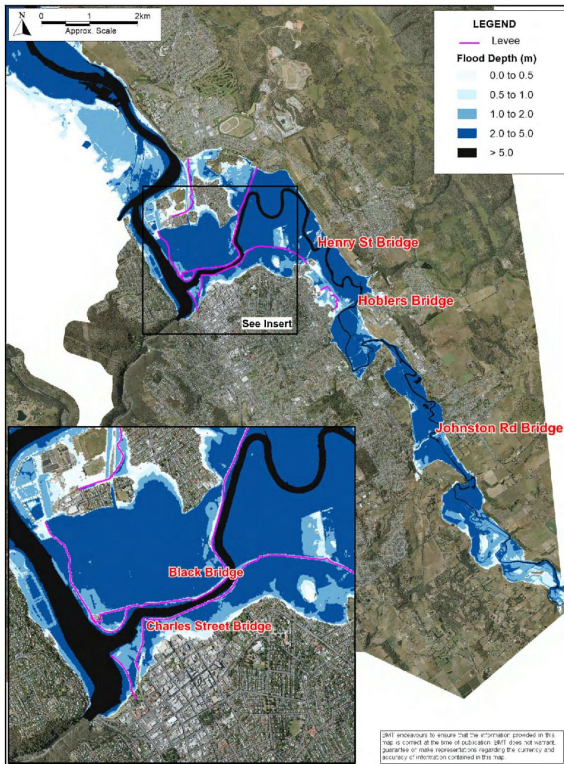 N
0 1 2km
Approx. Scale
LEGEND
Levee
Flood Depth (m)
0.0 to 0.5
0.5 to 1.0
1.0 to 2.0
2.0 to 5.0
> 5.0
Henry St Bridge
Hoblers Bridge
See Insert
Johnston Rd Bridge
Black Bridge
Charles Street Bridge
BMT endeavours to ensure that the information provided in this
map is correct at the time of publication. BMT does not warrant,
guarantee or make representations regarding the currency and
accuracy of information contained in this map.